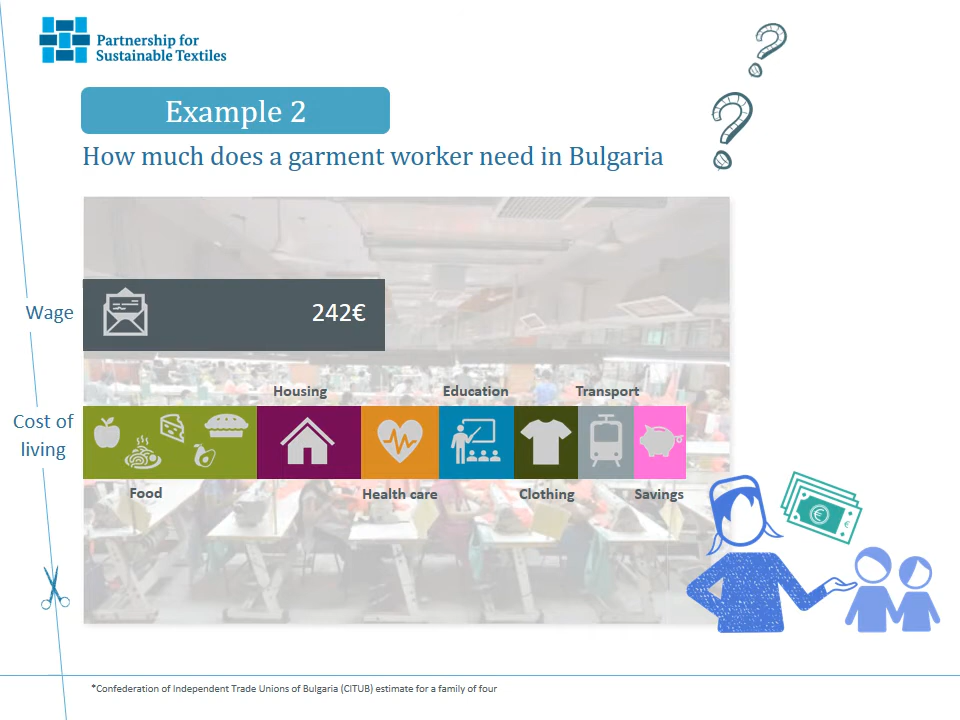 Partnership for
Sustainable Textiles
Example 2
How much does a garment worker need in Bulgaria
Wage
242€
Housing
Education
Transport
Cost of
living
Food
Health care
Clothing
Savings
*Confederation of Independent Trade Unions of Bulgaria (CITUB) estimate for a family of four